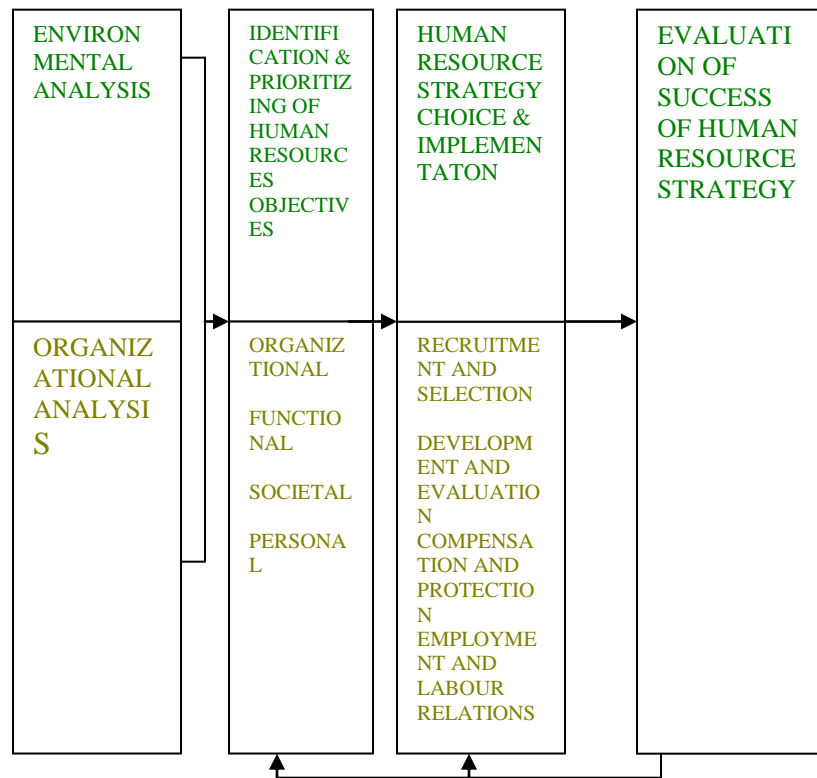 ENVIRON
MENTAL
ANALYSIS
ORGANIZ
ATIONAL
ANALYSI
S
IDENTIFI
CATION &
PRIORITIZ
ING OF
HUMAN
RESOURC
ES
OBJECTIV
ES
ORGANIZ
TIONAL
FUNCTIO
NAL
SOCIETAL
PERSONA
L
HUMAN
RESOURCE
STRATEGY
CHOICE &
IMPLEMEN
TATON
RECRUITME
NT AND
SELECTION
DEVELOPM
ENT AND
EVALUATIO
N
COMPENSA
TION AND
PROTECTIO
N
EMPLOYME
NT AND
LABOUR
RELATIONS
EVALUATI
ON OF
SUCCESS
OF HUMAN
RESOURCE
STRATEGY